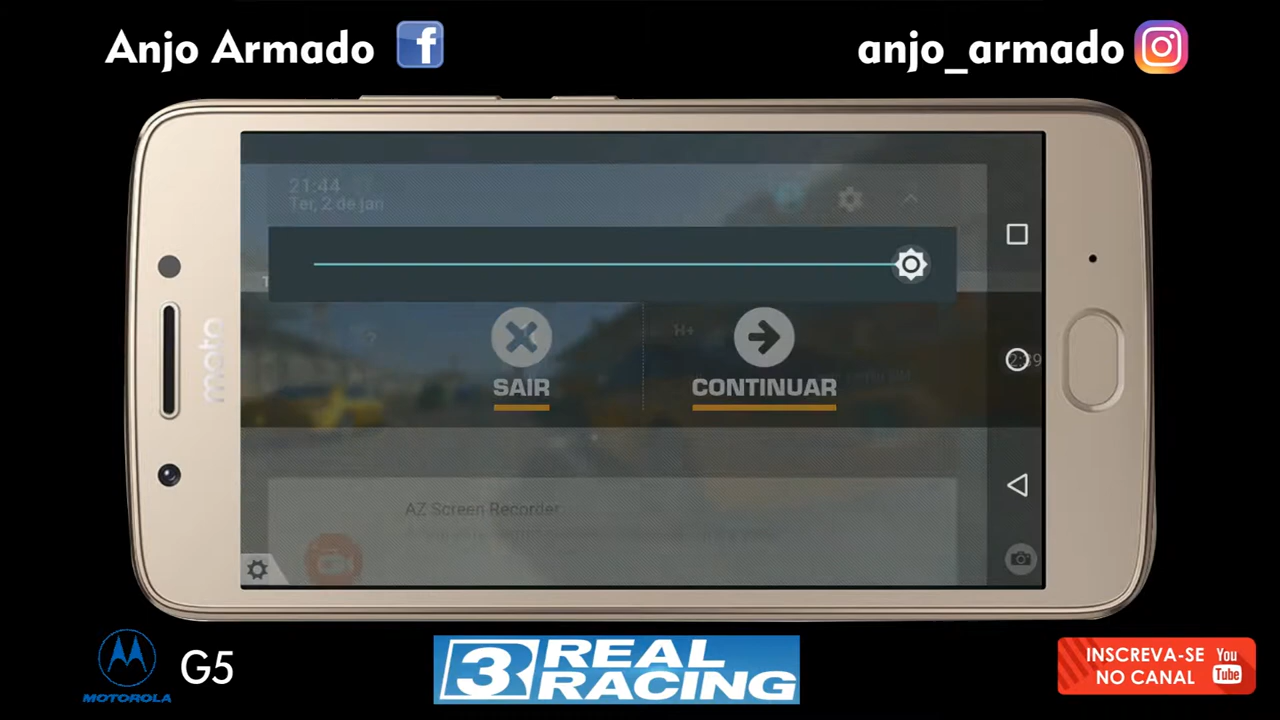 Anjo Armado
anjo_armado
21:44
Ter, 2 de jan
H+
SAIR
CONTINUAR
AZ Screen Recorder
moto
MOTOROLA
G5
3 REAL
RACING
INSCREVA-SE
NO CANAL
You
Tube